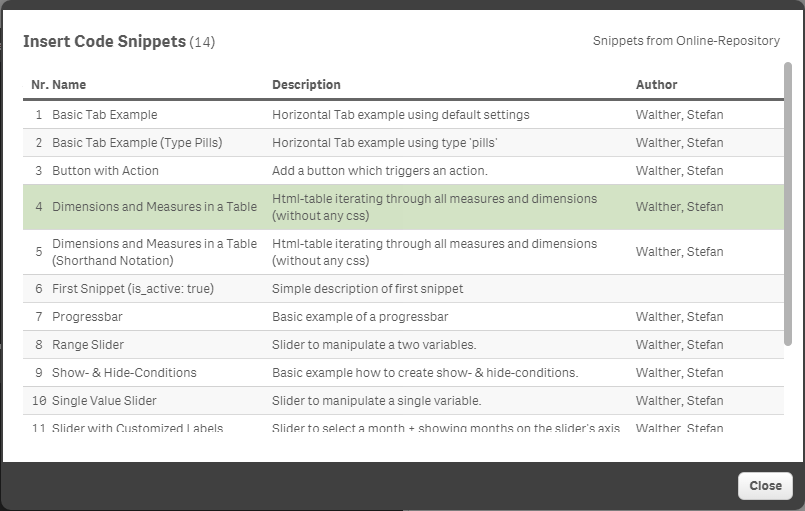 Insert Code Snippets (14)
Snippets from Online-Repository
Nr. Name Description Author
1 Basic Tab Example Horizontal Tab example using default settings Walther, Stefan
2 Basic Tab Example (Type Pills) Horizontal Tab example using type 'pills' Walther, Stefan
3 Button with Action Add a button which triggers an action. Walther, Stefan
4 Dimensions and Measures in a Table Html-table iterating through all measures and dimensions
(without any css) Walther, Stefan
5 Dimensions and Measures in a Table
(Shorthand Notation) Html-table iterating through all measures and dimensions
(without any css) Walther, Stefan
6 First Snippet (is_active: true) Simple description of first snippet
7 Progressbar Basic example of a progressbar Walther, Stefan
8 Range Slider Slider to manipulate a two variables. Walther, Stefan
9 Show- & Hide-Conditions Basic example how to create show- & hide-conditions. Walther, Stefan
10 Single Value Slider Slider to manipulate a single variable. Walther, Stefan
11 Slider with Customized Labels Slider to select a month + showing months on the slider's axis Walther, Stefan
Close